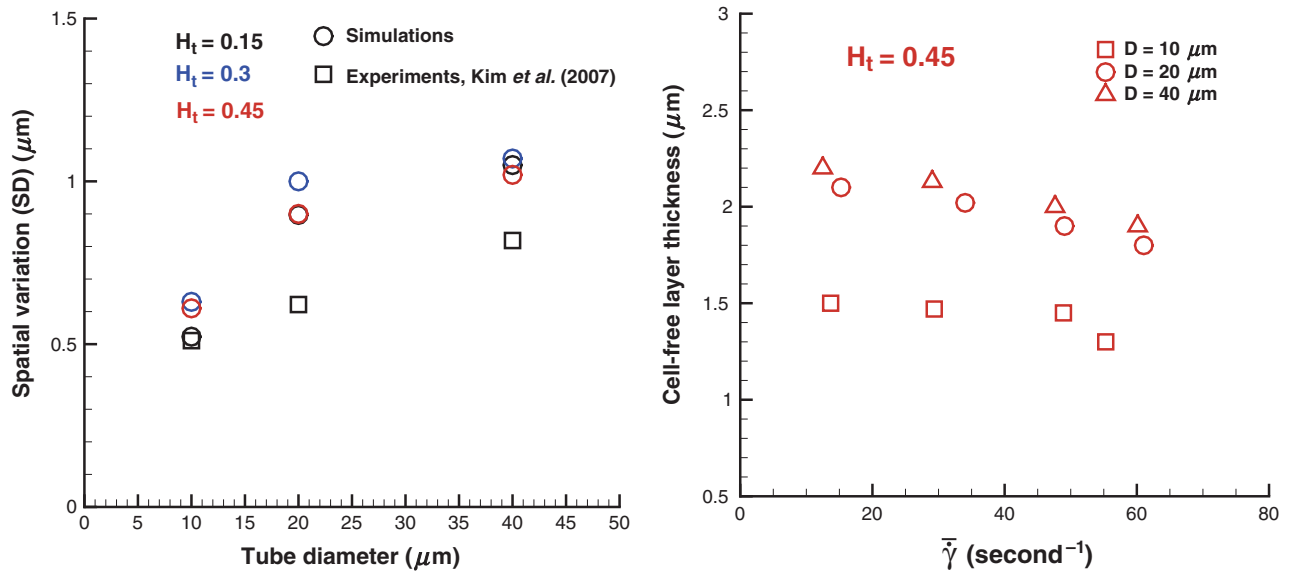 1.5
1
0.5
0
0
5
10
15
20
25
30
35
40
45
50
Spatial variation (SD) (μm)
Tube diameter (μm)
Hₜ = 0.15
Hₜ = 0.3
Hₜ = 0.45
Simulations
Experiments, Kim et al. (2007)
3
2.5
2
1.5
1
0.5
0
20
40
60
80
Cell-free layer thickness (μm)
γ̇̄ (second⁻¹)
Hₜ = 0.45
D = 10 μm
D = 20 μm
D = 40 μm